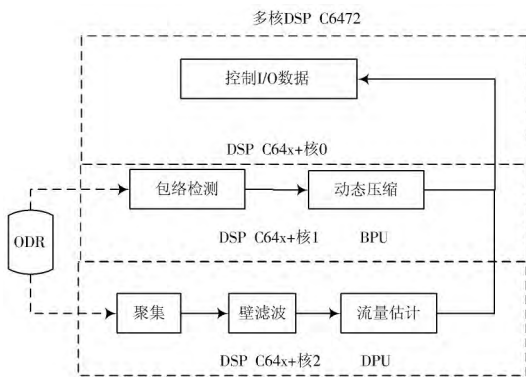 多核DSP C6472
控制I/O数据
DSP C64x+核0
包络检测
动态压缩
DSP C64x+核1 BPU
ODR
聚集
壁滤波
流量估计
DSP C64x+核2 DPU